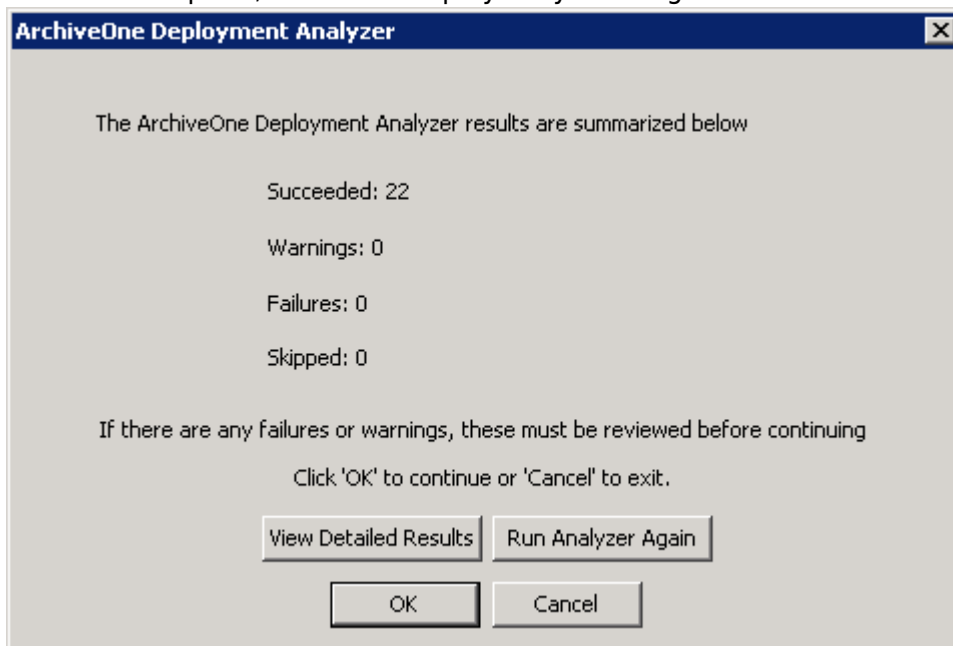 ArchiveOne Deployment Analyzer
The ArchiveOne Deployment Analyzer results are summarized below
Succeeded: 22
Warnings: 0
Failures: 0
Skipped: 0
If there are any failures or warnings, these must be reviewed before continuing
Click 'OK' to continue or 'Cancel' to exit.
View Detailed Results
Run Analyzer Again
OK
Cancel